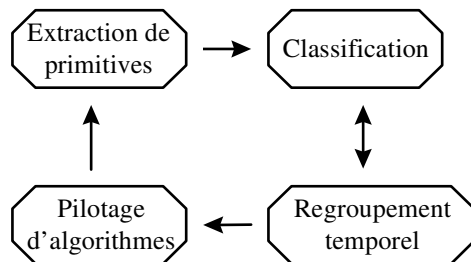 Extraction de
primitives
Classification
Pilotage
d'algorithmes
Regroupement
temporel